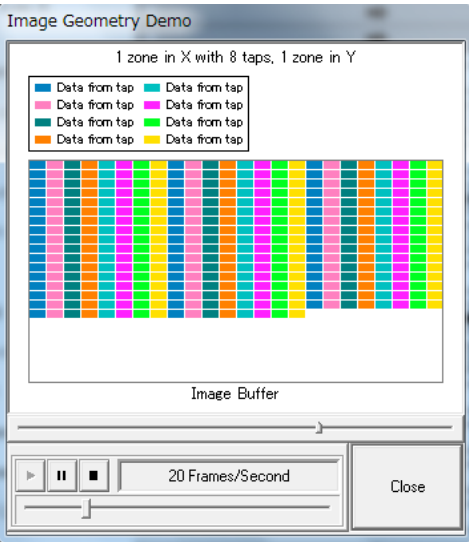 Image Geometry Demo
1 zone in X with 8 taps, 1 zone in Y
Data from tap Data from tap
Data from tap Data from tap
Data from tap Data from tap
Data from tap Data from tap
Image Buffer
20 Frames/Second
Close